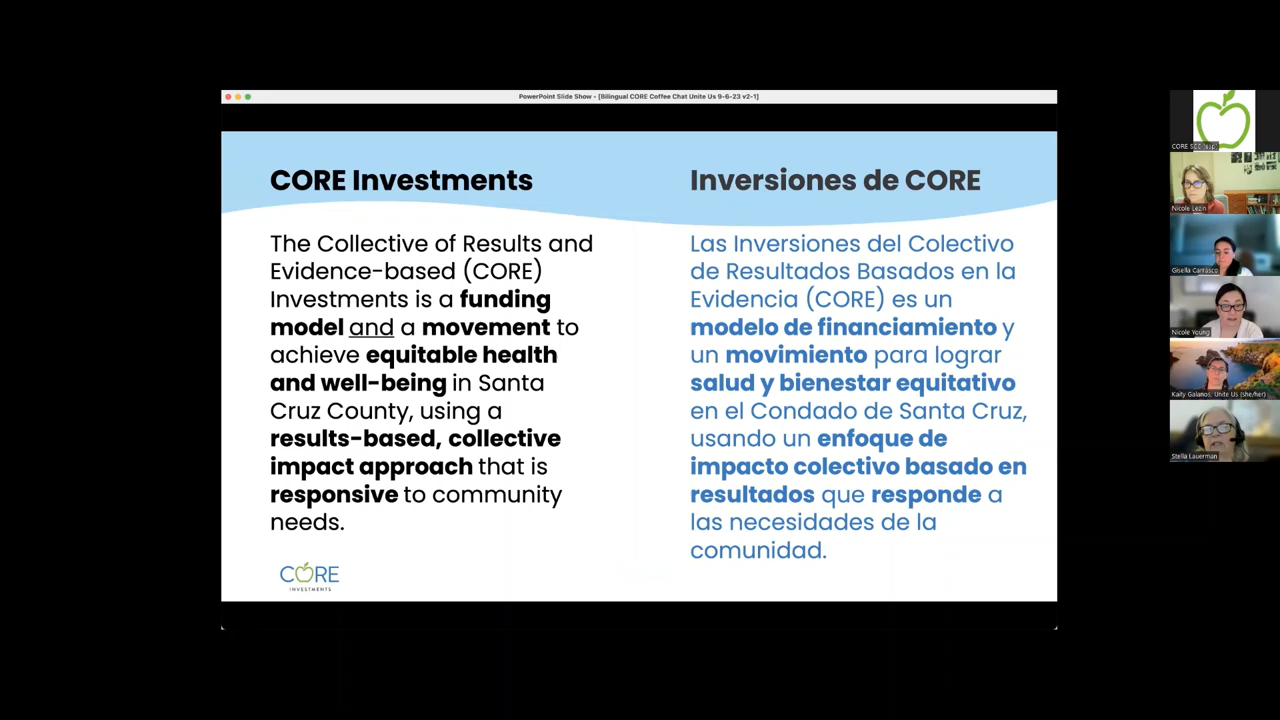 PowerPoint Slide Show - [Bilingual CORE Coffee Chat Unite Us 9-6-23 v2-1]
CORE Investments
The Collective of Results and
Evidence-based (CORE)
Investments is a funding
model and a movement to
achieve equitable health
and well-being in Santa
Cruz County, using a
results-based, collective
impact approach that is
responsive to community
needs.
CORE
INVESTMENTS
Inversiones de CORE
Las Inversiones del Colectivo
de Resultados Basados en la
Evidencia (CORE) es un
modelo de financiamiento y
un movimiento para lograr
salud y bienestar equitativo
en el Condado de Santa Cruz,
usando un enfoque de
impacto colectivo basado en
resultados que responde a
las necesidades de la
comunidad.
CORE SCC
Nicole Lezin
Gisella Carrasco
Nicole Young
Kaity Galanos, Unite Us (she/her)
Stella Lauerman